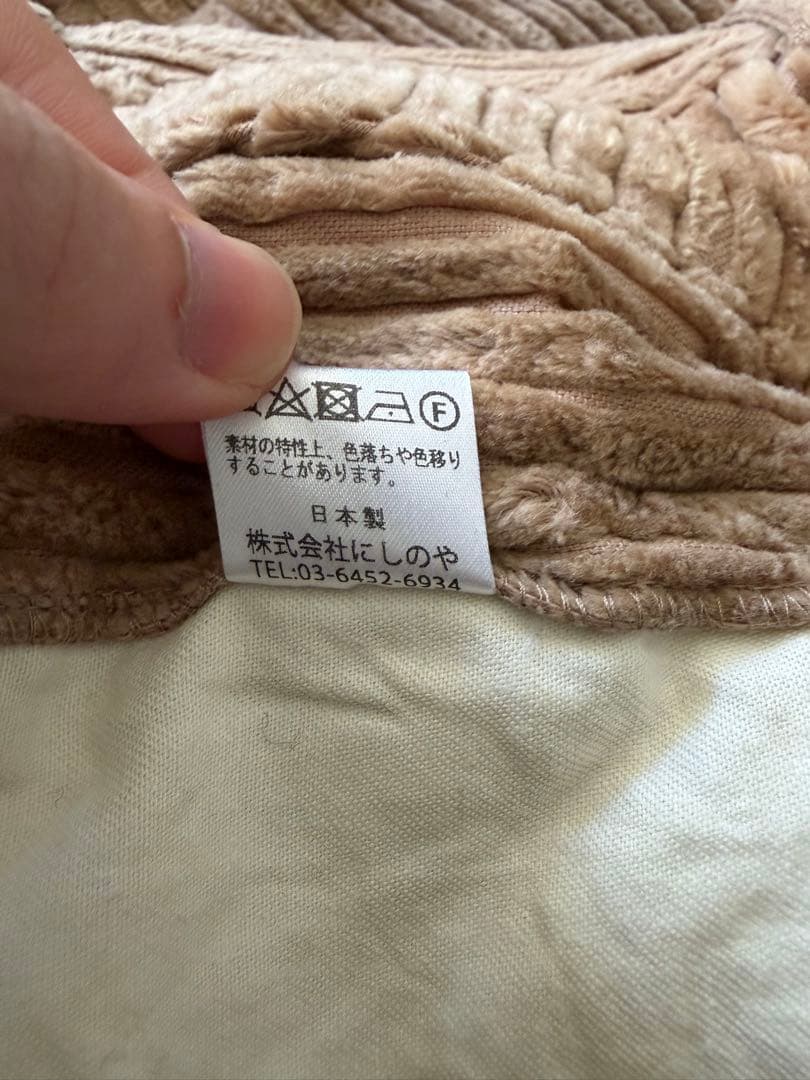 F
素材の特性上、色落ちや色移り
することがあります。
日本製
株式会社にしのや
TEL:03-6452-6934